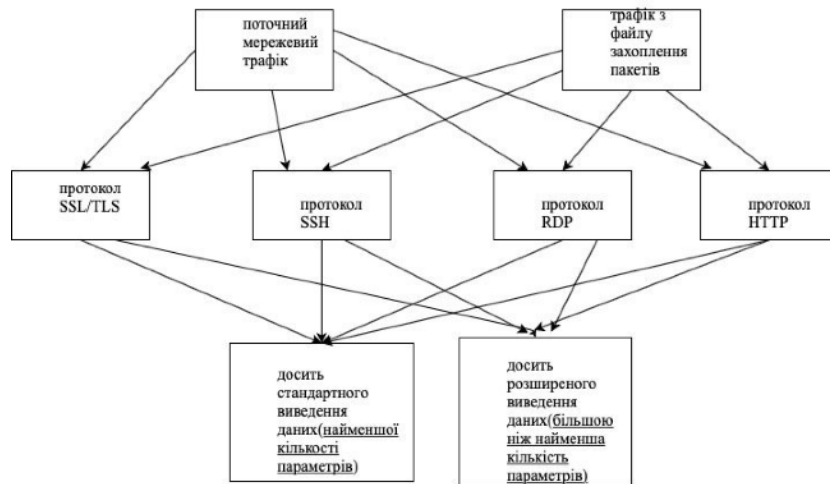 поточний
мережевий
трафік
трафік з
файлу
захоплення
пакетів
протокол
SSL/TLS
протокол
SSH
протокол
RDP
протокол
HTTP
досить
стандартного
виведення
даних(найменшої
кількості
параметрів)
досить
розширеного
виведення
даних(більшою
ніж найменша
кількість
параметрів)